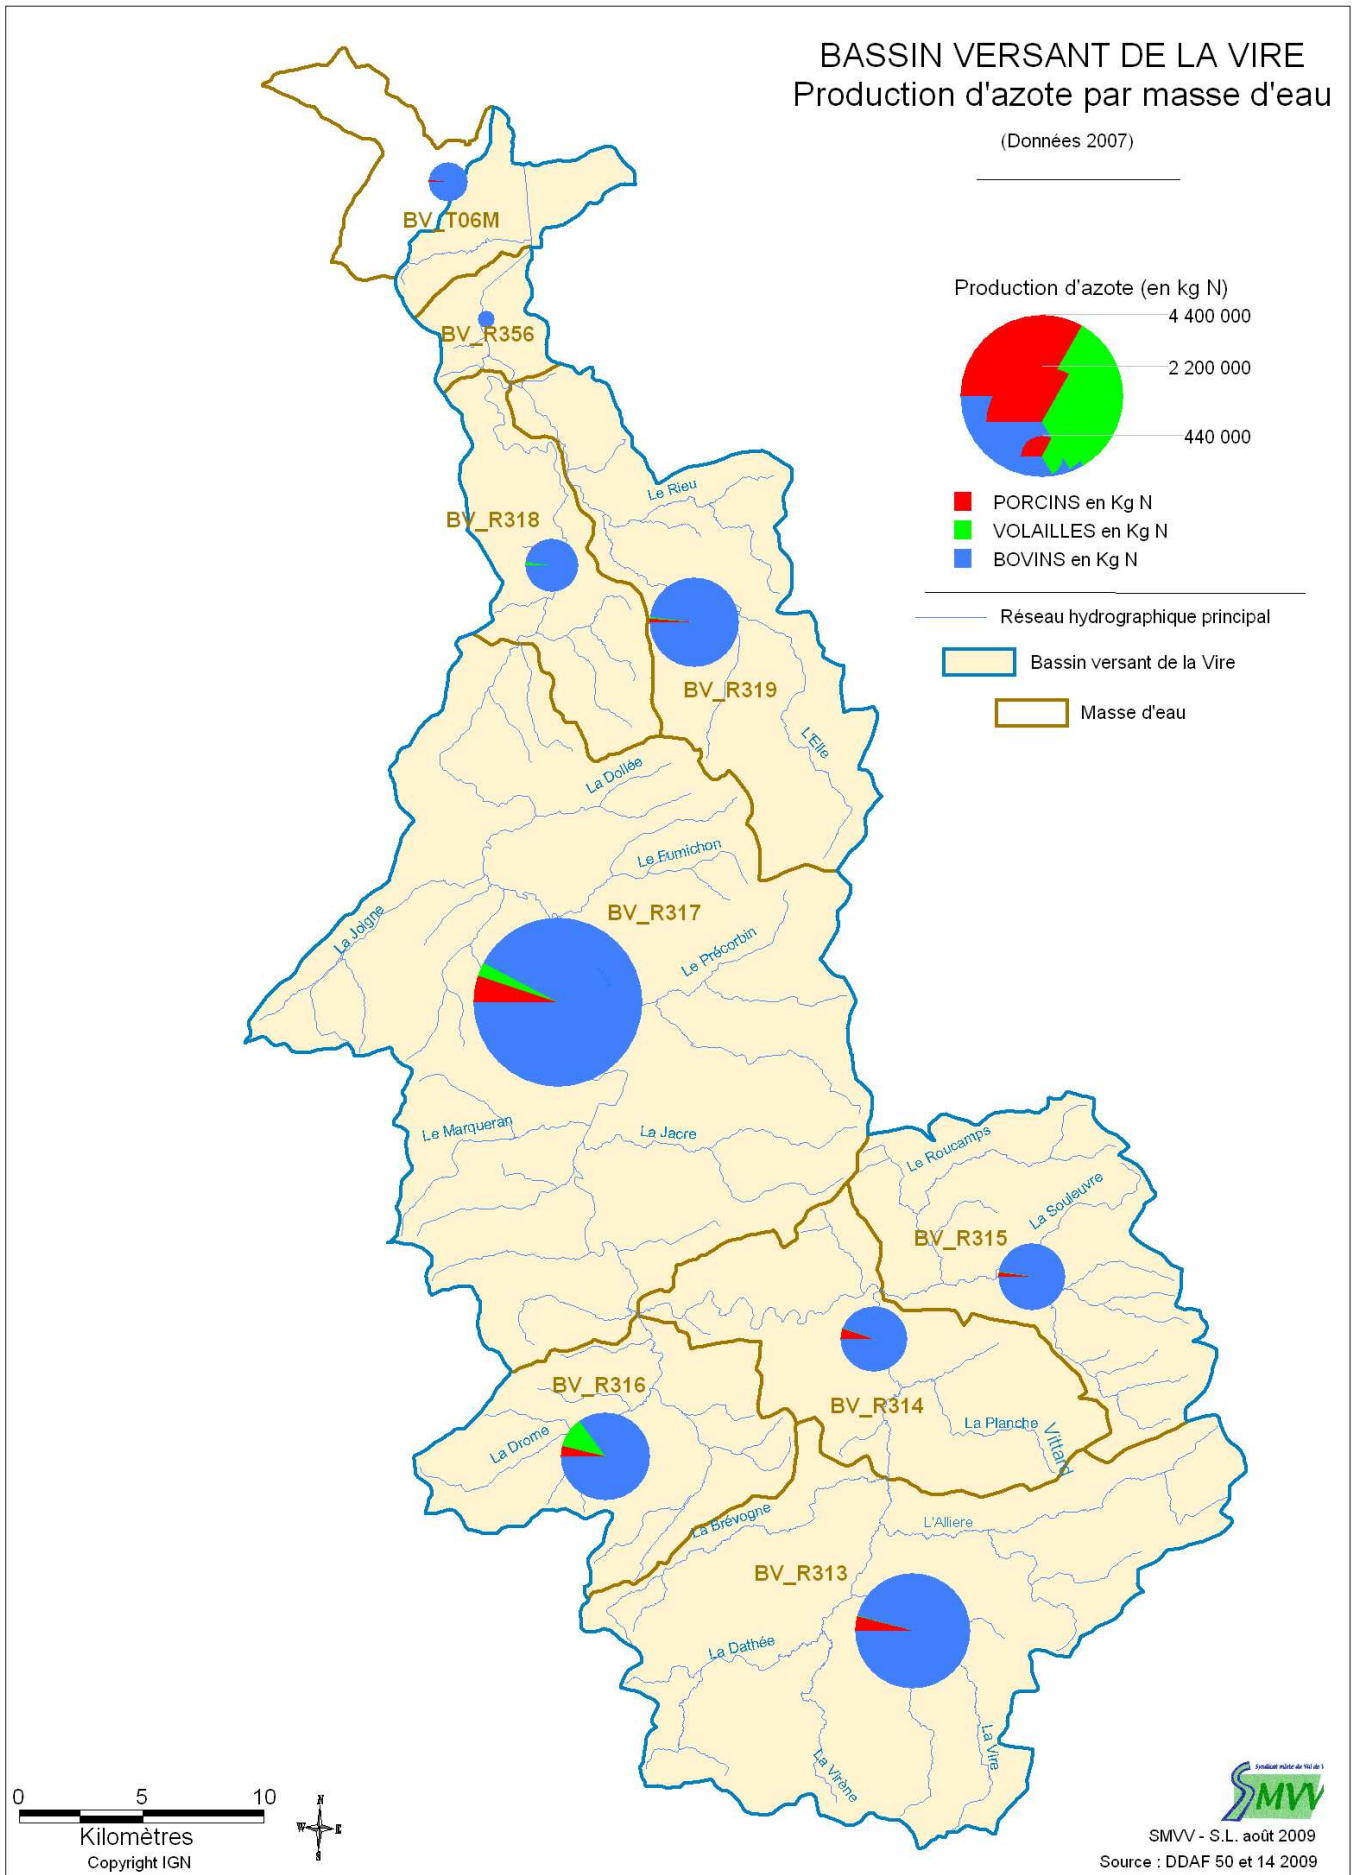 BASSIN VERSANT DE LA VIRE
Production d'azote par masse d'eau
(Données 2007)
Production d'azote (en kg N)
4 400 000
2 200 000
440 000
PORCINS en Kg N
VOLAILLES en Kg N
BOVINS en Kg N
Réseau hydrographique principal
Bassin versant de la Vire
Masse d'eau
BV_T06M
BV_R356
Le Rieu
BV_R318
BV_R319
L'Elle
La Dollée
Le Fumichon
BV_R317
La Joigne
Le Précorbin
Le Marqueran
La Jacre
Le Roucamps
La Souleuvre
BV_R315
BV_R316
BV_R314
La Planche
Vittard
La Drome
La Brévogne
L'Alliere
BV_R313
La Dathée
La Virène
La Vire
0 5 10
Kilomètres
Copyright IGN
N
W E
S
Syndicat mixte du Val de V
SMVV
SMVV - S.L. août 2009
Source : DDAF 50 et 14 2009